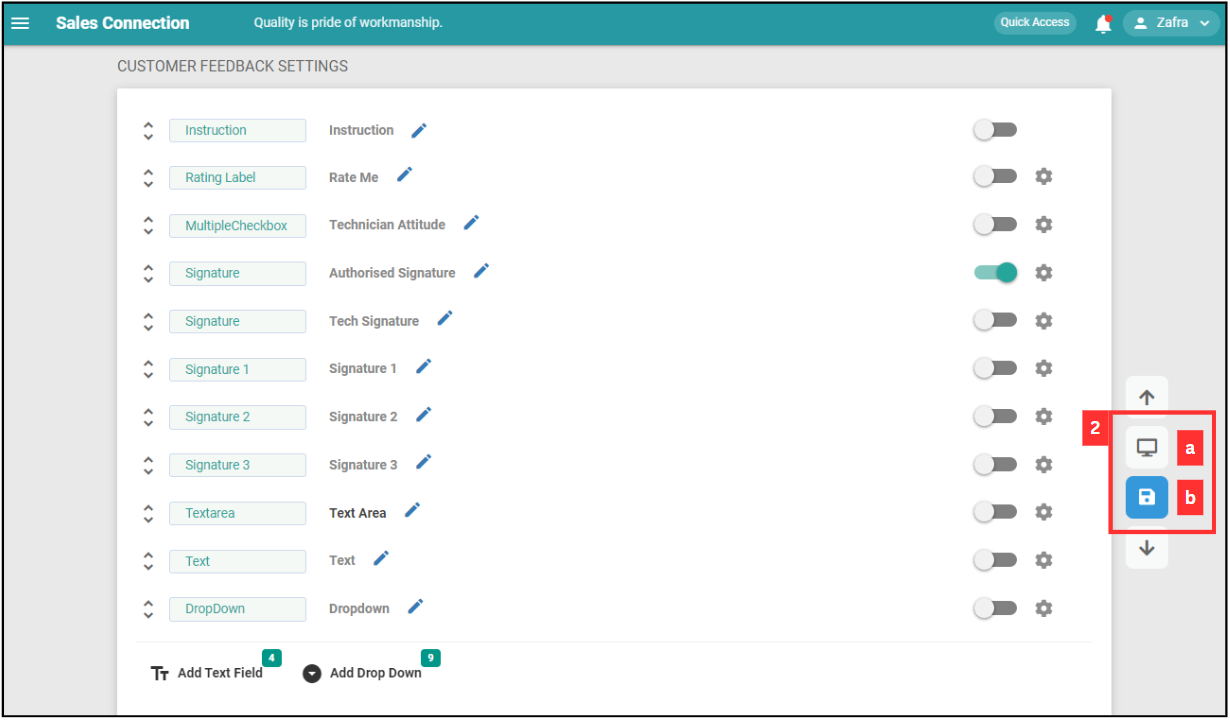 Sales Connection Quality is pride of workmanship. Quick Access Zafra
CUSTOMER FEEDBACK SETTINGS
Instruction Instruction
Rating Label Rate Me
MultipleCheckbox Technician Attitude
Signature Authorised Signature
Signature Tech Signature
Signature 1 Signature 1
Signature 2 Signature 2
2
Signature 3 Signature 3
a
b
Textarea Text Area
Text Text
DropDown Dropdown
Add Text Field 4 Add Drop Down 9